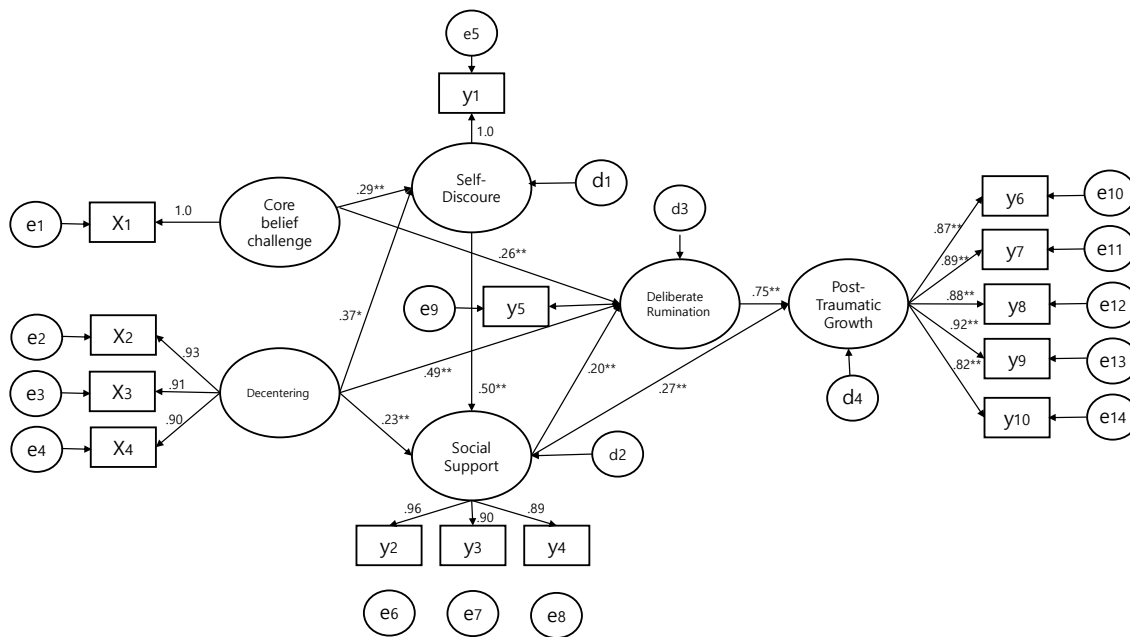 e5
y1
1.0
Self-
Discoure
d1
.29**
Core
belief
challenge
1.0
X1
e1
d3
.26**
y6
e10
.87**
y7
e11
.89**
Deliberate
Rumination
.75**
Post-
Traumatic
Growth
.88**
y8
e12
e9
y5
.37*
e2
X2
.93
.92**
y9
e13
.49**
.20**
.27**
.82**
e3
X3
.91
Decentering
.50**
d4
y10
e14
.90
.23**
e4
X4
Social
Support
d2
.96
.90
.89
y2
y3
y4
e6
e7
e8